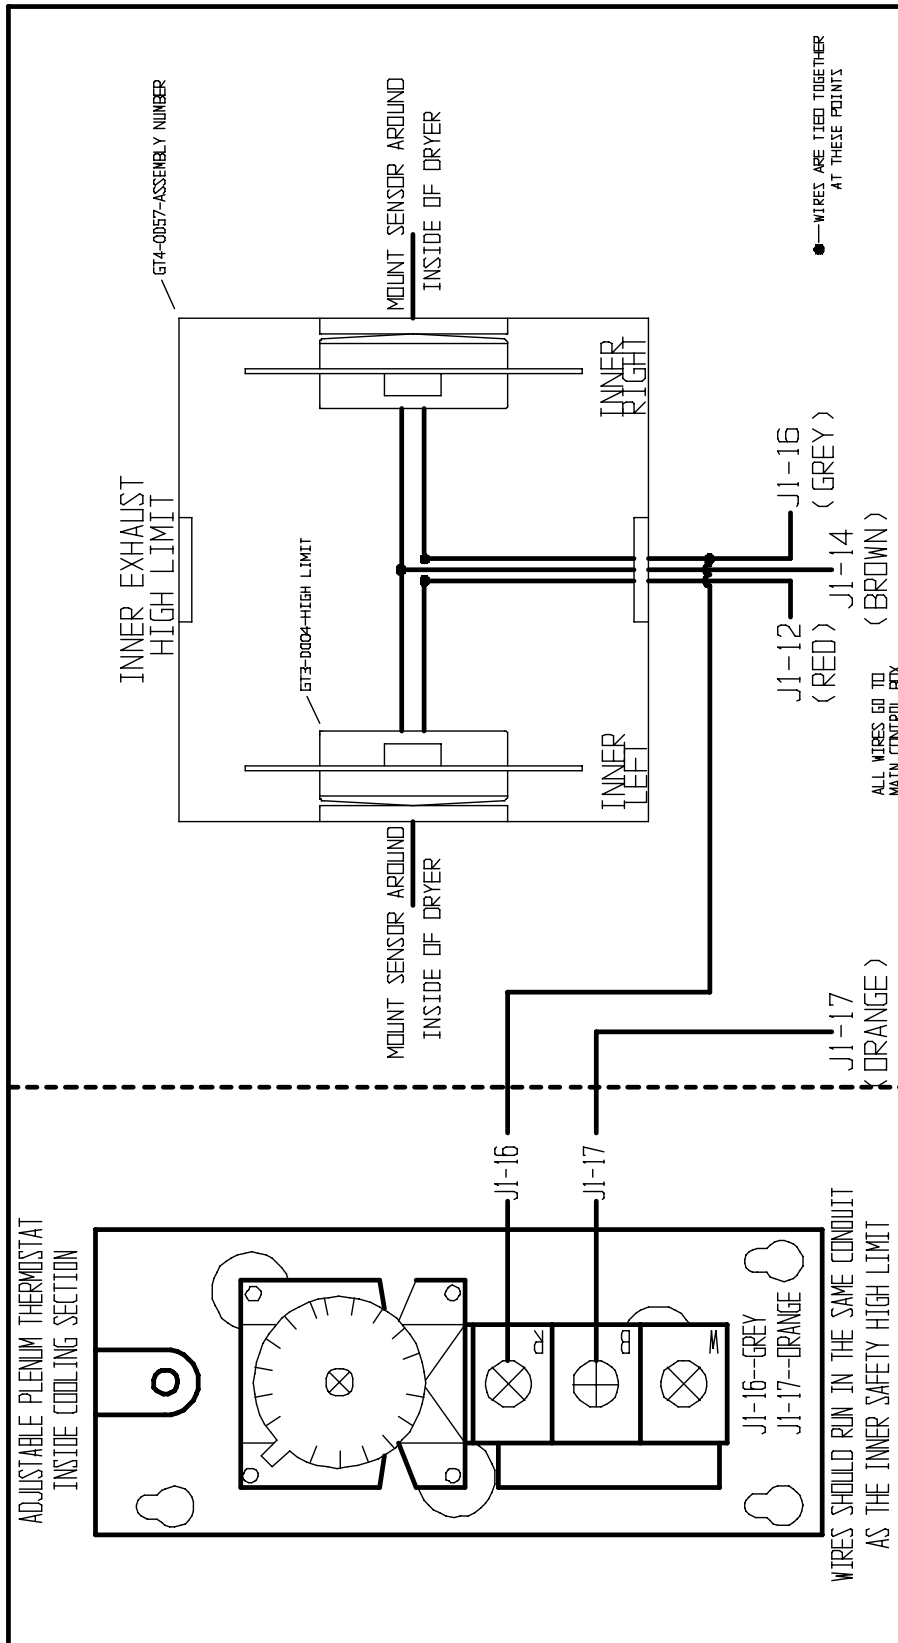 ADJUSTABLE PLENUM THERMOSTAT
INSIDE COOLING SECTION
J1-16
J1-17
R
B
W
J1-16--GREY
J1-17--ORANGE
WIRES SHOULD RUN IN THE SAME CONDUIT
AS THE INNER SAFETY HIGH LIMIT
INNER EXHAUST
HIGH LIMIT
GT4-0057-ASSEMBLY NUMBER
GT3-0004-HIGH LIMIT
MOUNT SENSOR AROUND
INSIDE OF DRYER
MOUNT SENSOR AROUND
INSIDE OF DRYER
INNER
LEFT
INNER
RIGHT
J1-17
(ORANGE)
J1-12
(RED)
J1-14
(BROWN)
J1-16
(GREY)
ALL WIRES GO TO
MAIN CONTROL BOX
WIRES ARE TIED TOGETHER
AT THESE POINTS